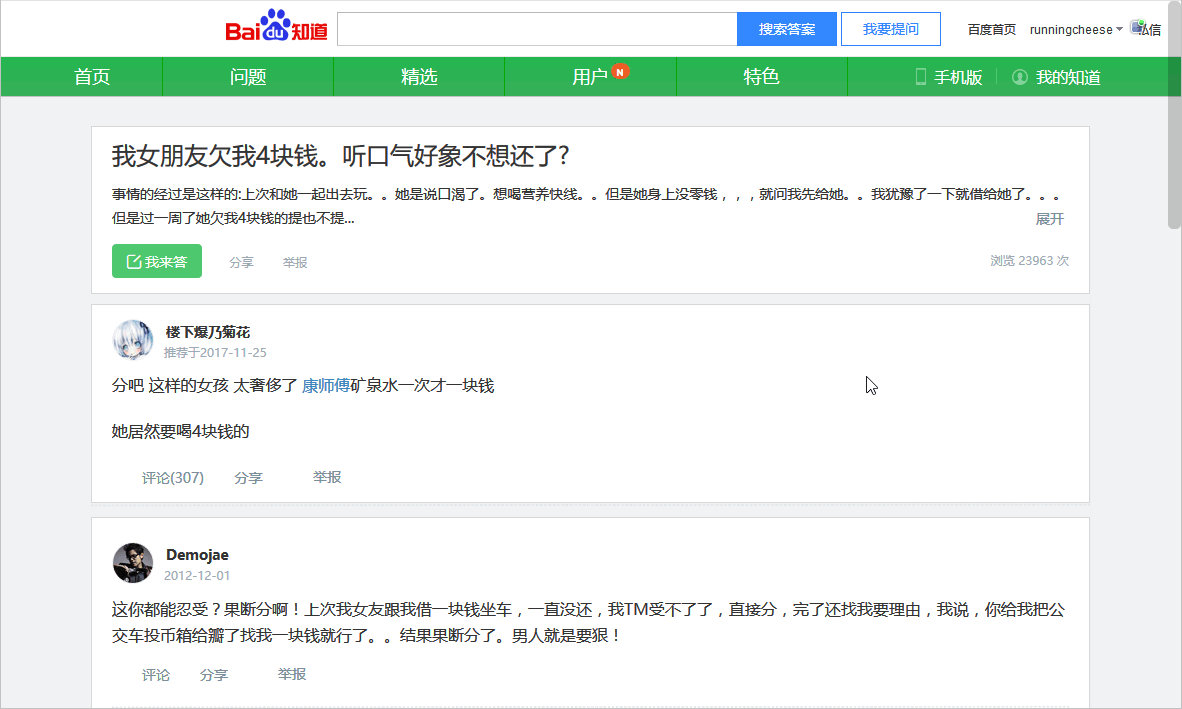 Bai du 知道
搜索答案
我要提问
百度首页
runningcheese
私信
首页
问题
精选
用户 N
特色
手机版
我的知道
我女朋友欠我4块钱。听口气好象不想还了?
事情的经过是这样的:上次和她一起出去玩。。她是说口渴了。想喝营养快线。。但是她身上没零钱，，，就问我先给她。。我犹豫了一下就借给她了。。。
但是过一周了她欠我4块钱的提也不提...
展开
我来答
分享
举报
浏览 23963 次
楼下爆乃菊花
推荐于2017-11-25
分吧 这样的女孩 太奢侈了 康师傅矿泉水一次才一块钱
她居然要喝4块钱的
评论(307)
分享
举报
Demojae
2012-12-01
这你都能忍受？果断分啊！上次我女友跟我借一块钱坐车，一直没还，我TM受不了了，直接分，完了还找我要理由，我说，你给我把公
交车投币箱给瓣了找我一块钱就行了。。结果果断分了。男人就是要狠！
评论
分享
举报